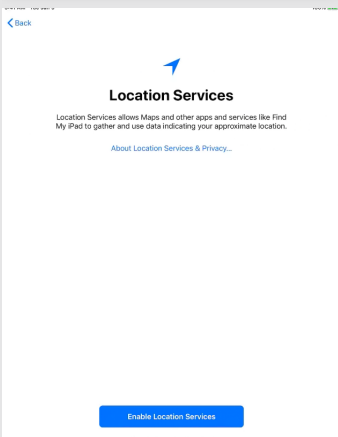 Back
Location Services
Location Services allows Maps and other apps and services like Find
My iPad to gather and use data indicating your approximate location.
About Location Services & Privacy...
Enable Location Services